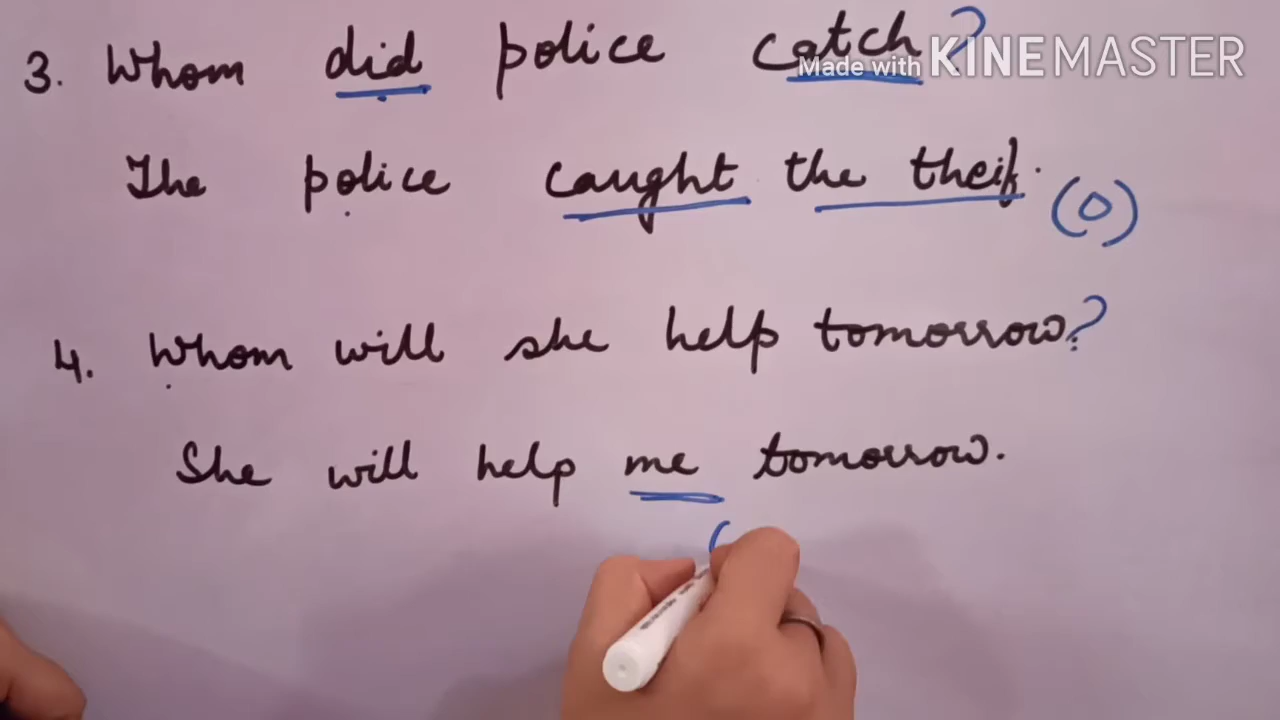 3. Whom did police catch?
Made with KINEMASTER
The police caught the theif.
(O)
4. Whom will she help tomorrow?
She will help me tomorrow.
(